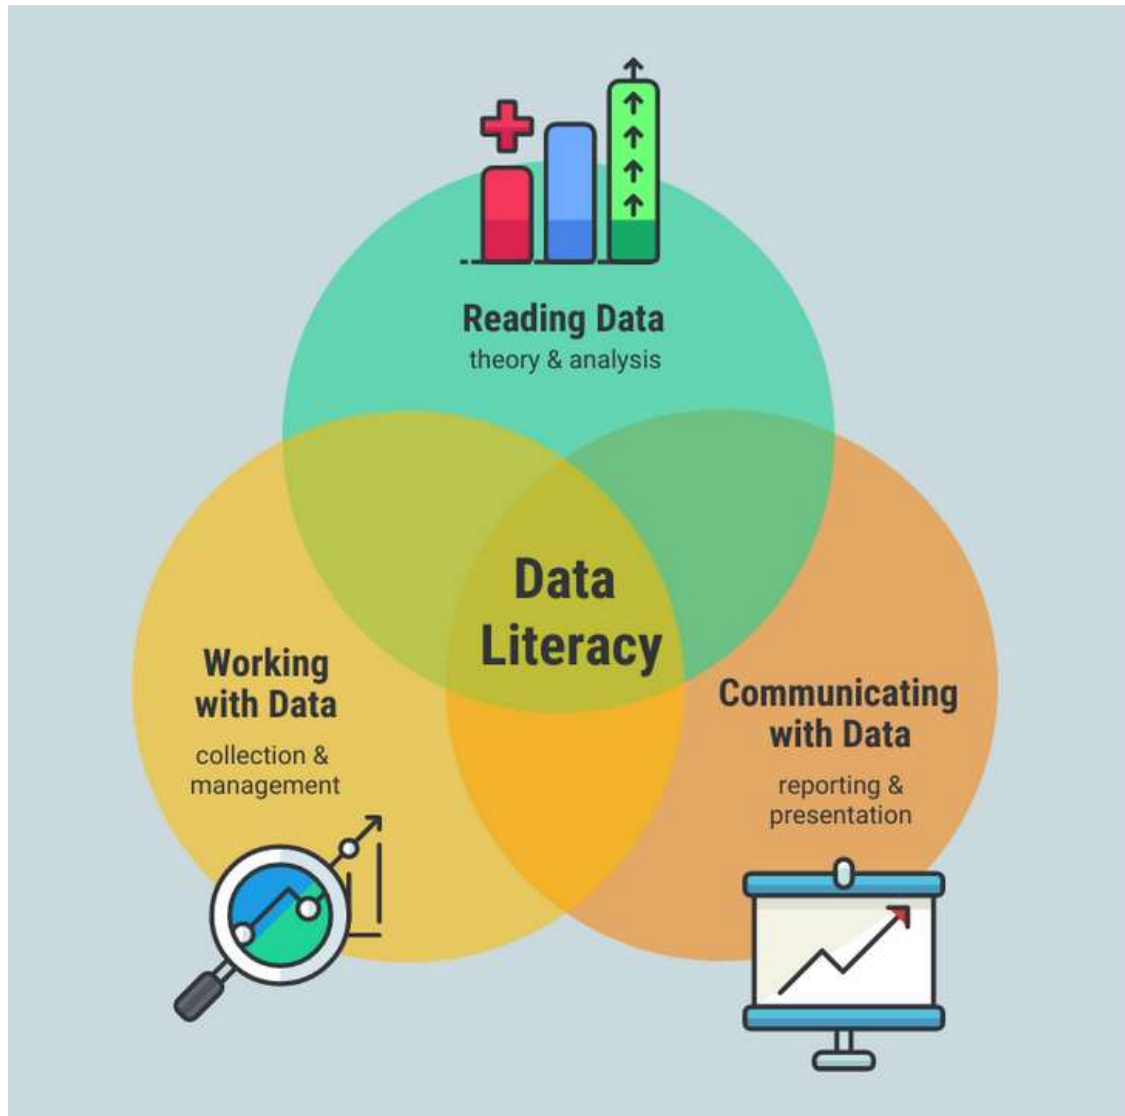 Reading Data
theory & analysis
Data
Literacy
Working
with Data
collection &
management
Communicating
with Data
reporting &
presentation